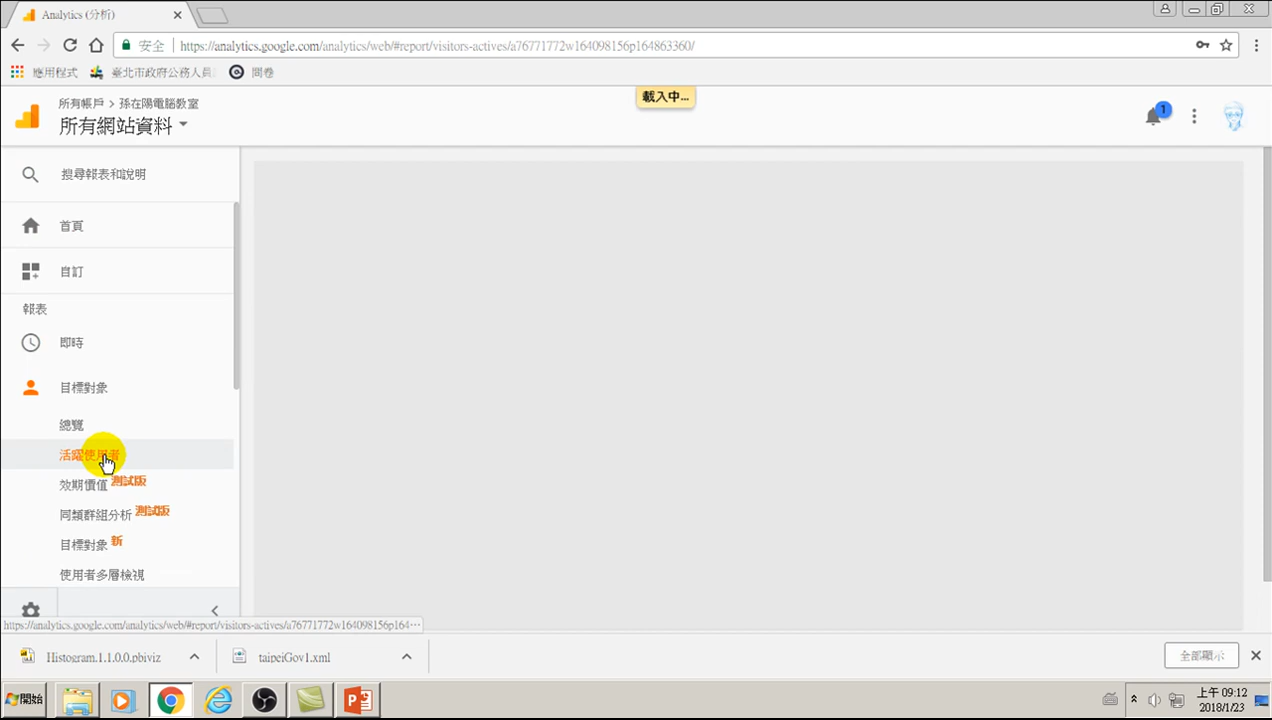 Analytics (分析)
安全 https://analytics.google.com/analytics/web/#report/visitors-actives/a76771772w164098156p164863360/
應用程式 臺北市政府公務人員 問卷
載入中...
所有帳戶 > 孫在陽電腦教室
所有網站資料
1
搜尋報表和說明
首頁
自訂
報表
即時
目標對象
總覽
活躍使用者
效期價值 測試版
同類群組分析 測試版
目標對象 新
使用者多層檢視
https://analytics.google.com/analytics/web/#report/visitors-actives/a76771772w164098156p164...
Histogram.1.1.0.0.pbiviz
taipeiGov1.xml
全部顯示
開始
上午 09:12
2018/1/23